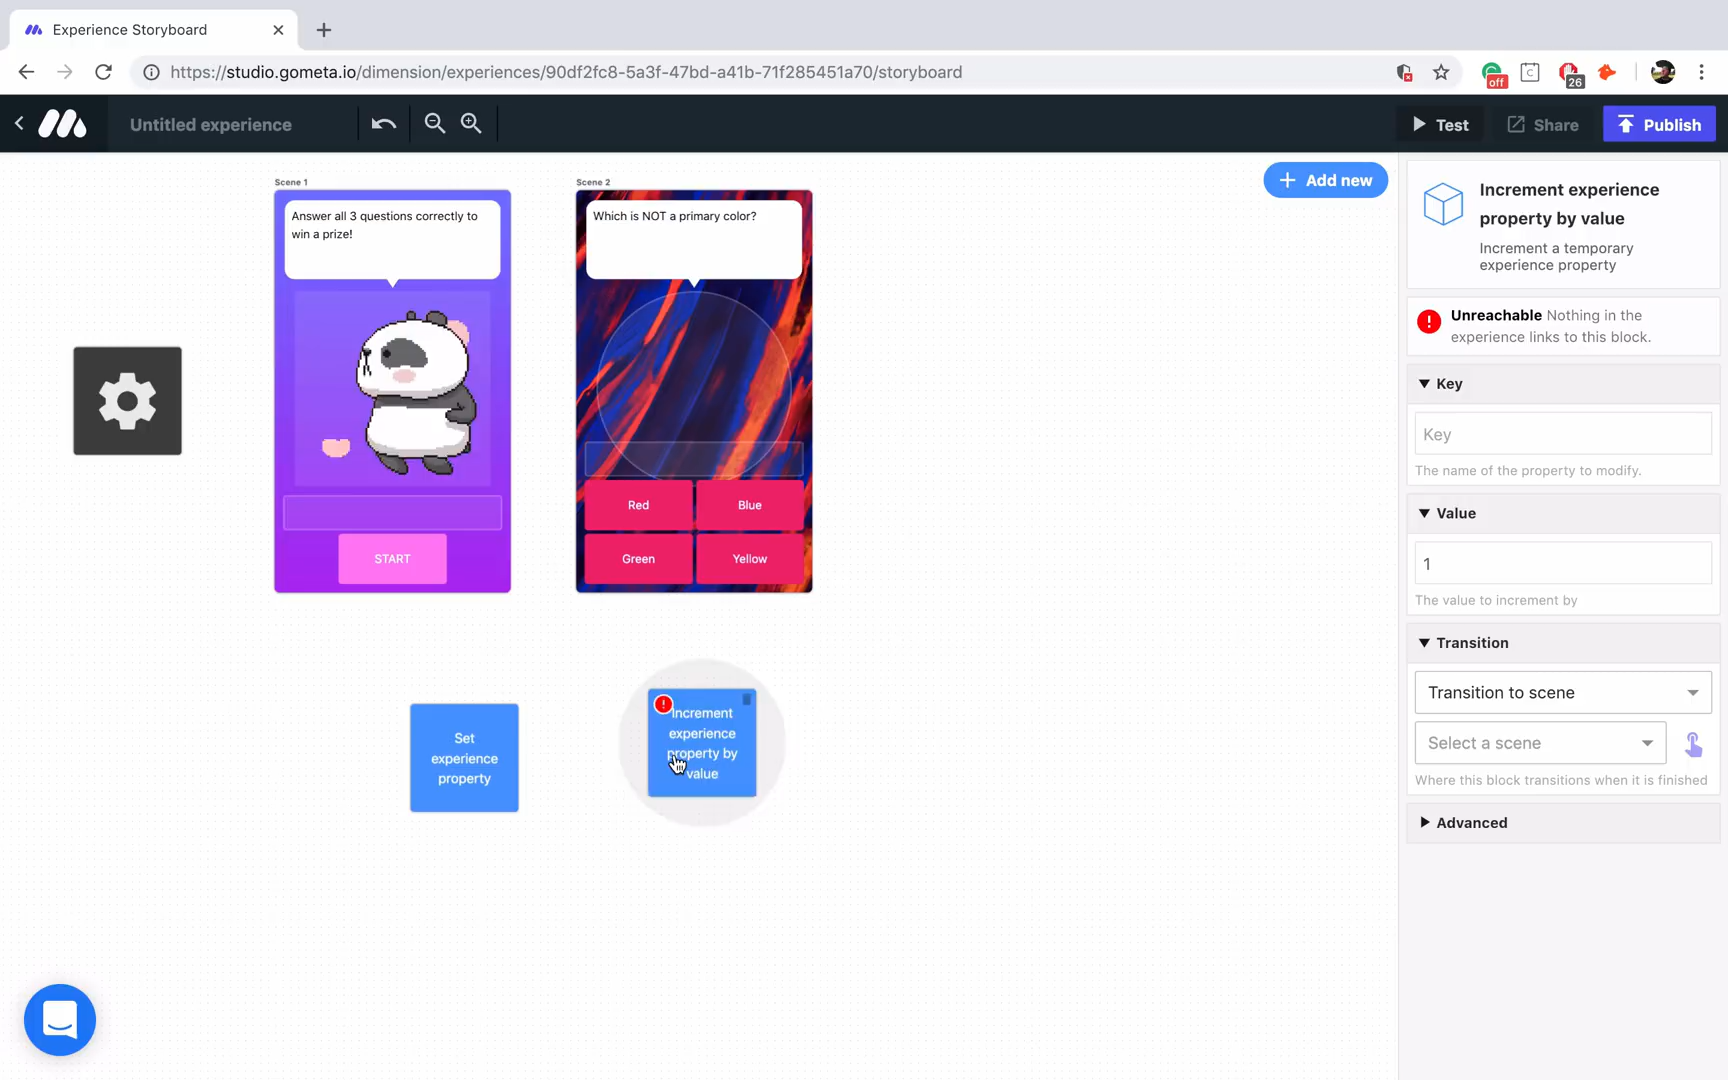 Experience Storyboard
https://studio.gometa.io/dimension/experiences/90df2fc8-5a3f-47bd-a41b-71f285451a70/storyboard
off
C
26
Untitled experience
Test
Share
Publish
Add new
Scene 1
Answer all 3 questions correctly to
win a prize!
START
Scene 2
Which is NOT a primary color?
Red
Blue
Green
Yellow
Set
experience
property
Increment
experience
property by
value
Increment experience
property by value
Increment a temporary
experience property
Unreachable Nothing in the
experience links to this block.
Key
Key
The name of the property to modify.
Value
1
The value to increment by
Transition
Transition to scene
Select a scene
Where this block transitions when it is finished
Advanced